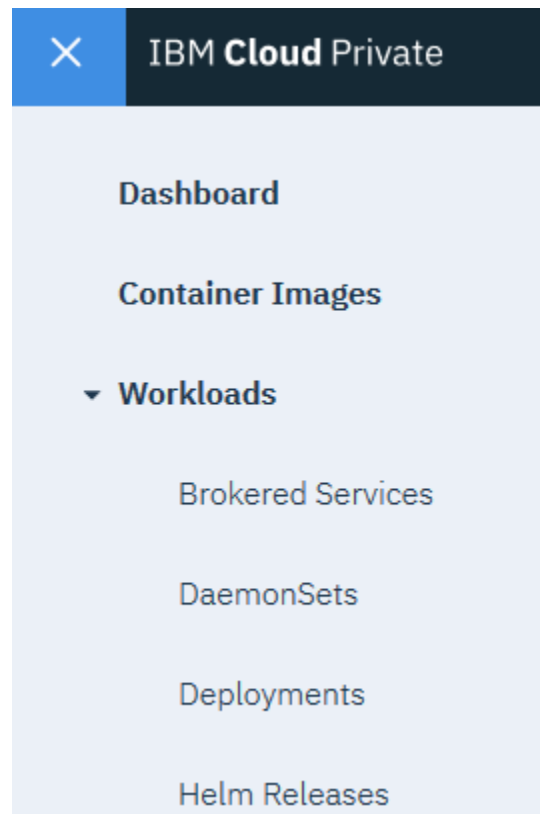 IBM Cloud Private
Dashboard
Container Images
Workloads
Brokered Services
DaemonSets
Deployments
Helm Releases